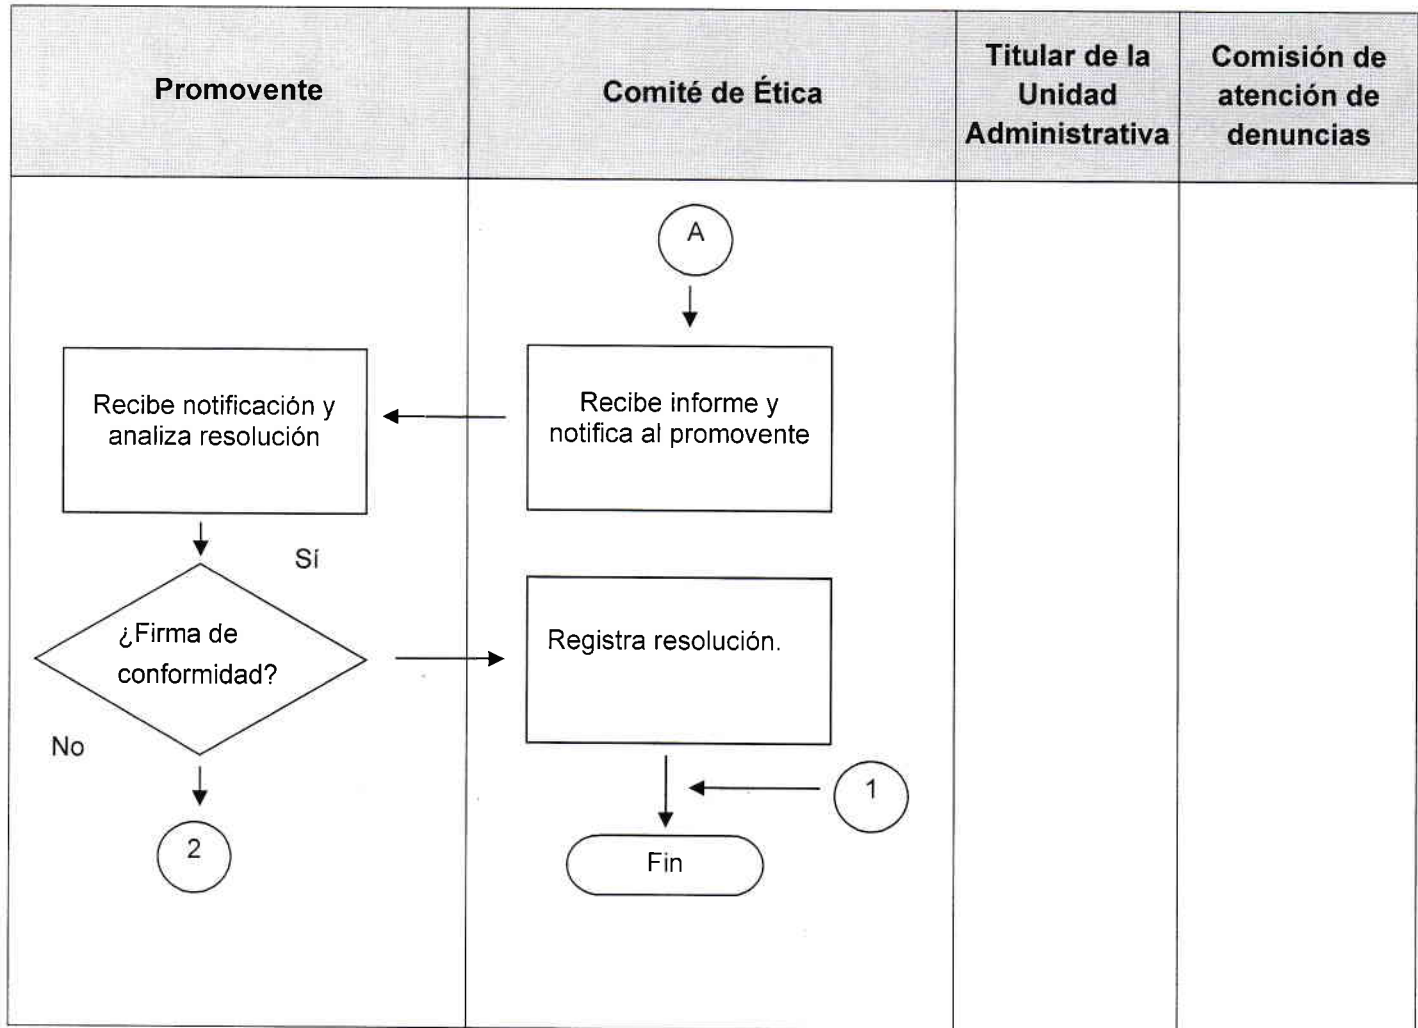 Promovente
Comité de Ética
Titular de la
Unidad
Administrativa
Comisión de
atención de
denuncias
A
Recibe informe y
notifica al promovente
Recibe notificación y
analiza resolución
Sí
¿Firma de
conformidad?
Registra resolución.
No
1
2
Fin